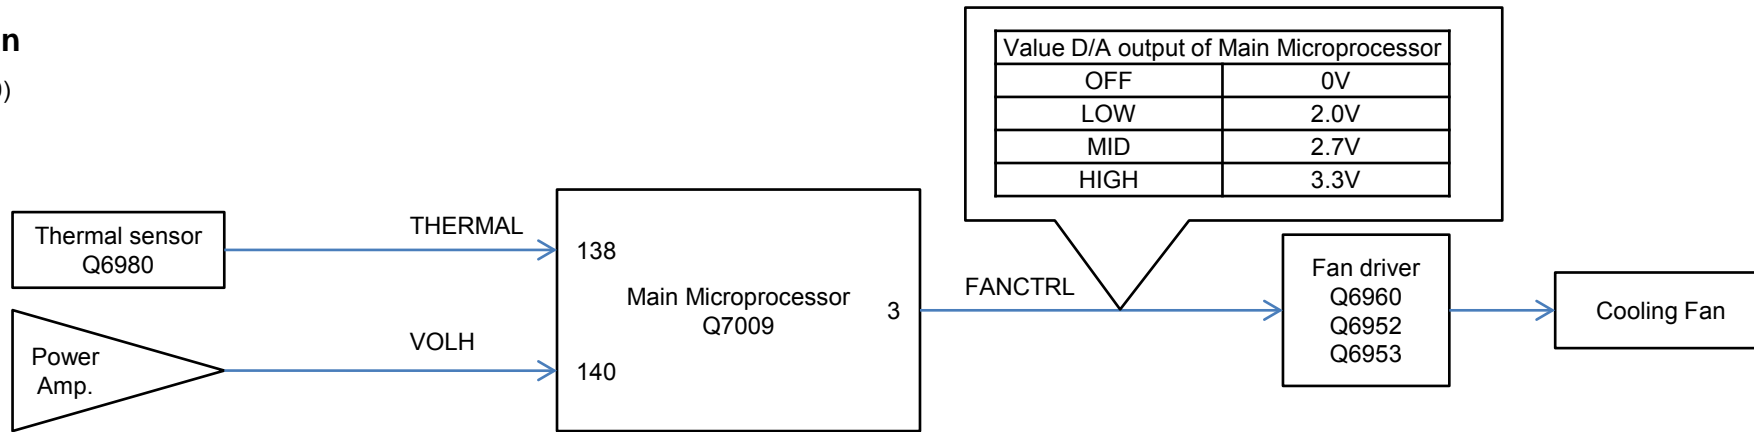 n
)
Value D/A output of Main Microprocessor
OFF 0V
LOW 2.0V
MID 2.7V
HIGH 3.3V
Thermal sensor
Q6980
THERMAL
138
Main Microprocessor
Q7009
3
FANCTRL
Fan driver
Q6960
Q6952
Q6953
Cooling Fan
Power
Amp.
VOLH
140